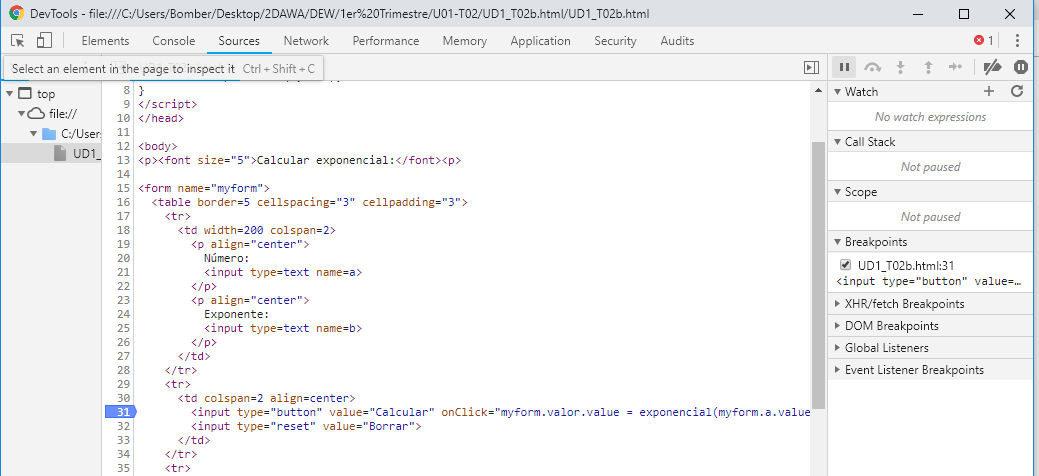 DevTools - file:///C:/Users/Bomber/Desktop/2DAWA/DEW/1er%20Trimestre/U01-T02/UD1_T02b.html/UD1_T02b.html
Elements Console Sources Network Performance Memory Application Security Audits 1
Select an element in the page to inspect it Ctrl + Shift + C
top
file://
C:/User
UD1_
8 }
9 </script>
10 </head>
11
12 <body>
13 <p><font size="5">Calcular exponencial:</font><p>
14
15 <form name="myform">
16 <table border=5 cellspacing="3" cellpadding="3">
17 <tr>
18 <td width=200 colspan=2>
19 <p align="center">
20 Número:
21 <input type=text name=a>
22 </p>
23 <p align="center">
24 Exponente:
25 <input type=text name=b>
26 </p>
27 </td>
28 </tr>
29 <tr>
30 <td colspan=2 align=center>
31 <input type="button" value="Calcular" onClick="myform.valor.value = exponencial(myform.a.value
32 <input type="reset" value="Borrar">
33 </td>
34 </tr>
35 <tr>
Watch
No watch expressions
Call Stack
Not paused
Scope
Not paused
Breakpoints
UD1_T02b.html:31
<input type="button" value=…
XHR/fetch Breakpoints
DOM Breakpoints
Global Listeners
Event Listener Breakpoints